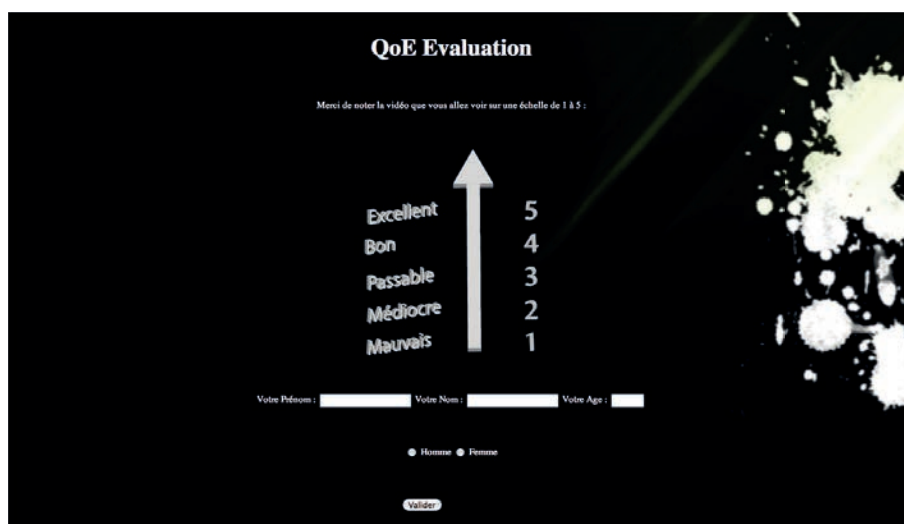 QoE Evaluation
Merci de noter la vidéo que vous allez voir sur une échelle de 1 à 5 :
Excellent 5
Bon 4
Passable 3
Médiocre 2
Mauvais 1
Votre Prénom : Votre Nom : Votre Age :
Homme Femme
Valider